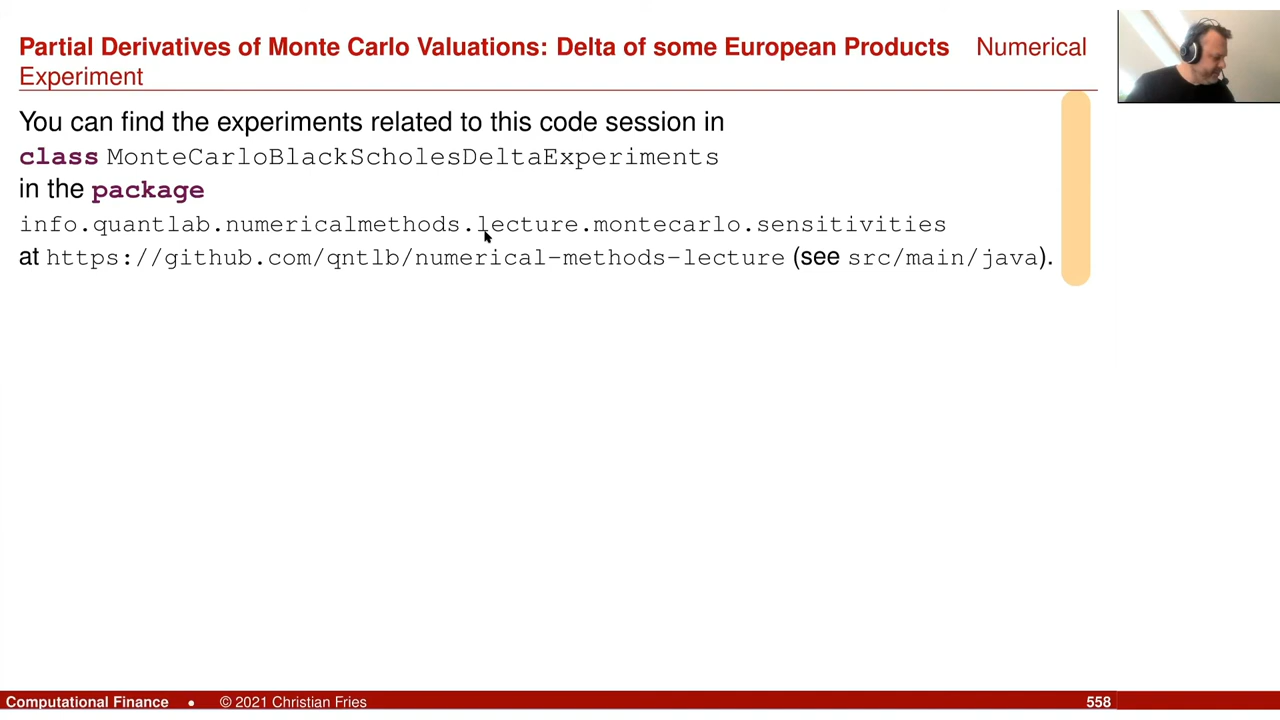 Partial Derivatives of Monte Carlo Valuations: Delta of some European Products Numerical
Experiment
You can find the experiments related to this code session in
class MonteCarloBlackScholesDeltaExperiments
in the package
info.quantlab.numericalmethods.lecture.montecarlo.sensitivities
at https://github.com/qntlb/numerical-methods-lecture (see src/main/java).
Computational Finance • © 2021 Christian Fries 558